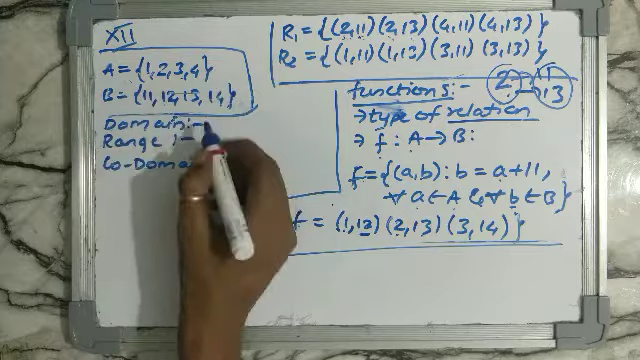 XII
A = {1, 2, 3, 4}
B = {11, 12, 13, 14}
Domain :-
Range :-
Co-Doma
R₁ = {(2,11) (2,13) (4,11) (4,13)}
R₂ = {(1,11) (1,13) (3,11) (3,13)}
functions :-
2 11
13
→ type of relation
⇒ f : A → B :
f = {(a,b) : b = a+11,
∀ a ∈ A & ∀ b ∈ B}
f = (1,12) (2,13) (3,14)}